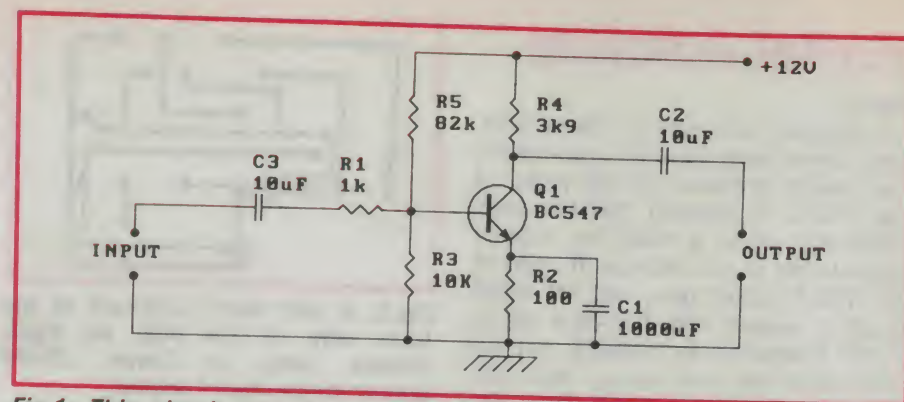 +12V
R5
82k
R4
3k9
C2
10uF
C3
10uF
R1
1k
Q1
BC547
INPUT
OUTPUT
R3
10K
R2
100
C1
1000uF